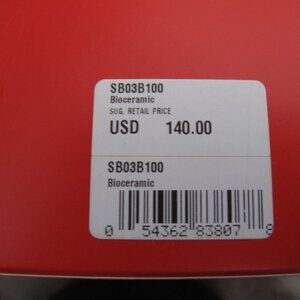 SB03B100
Bioceramic
SUG. RETAIL PRICE
USD 140.00
SB03B100
Bioceramic
0 54362 83807 8